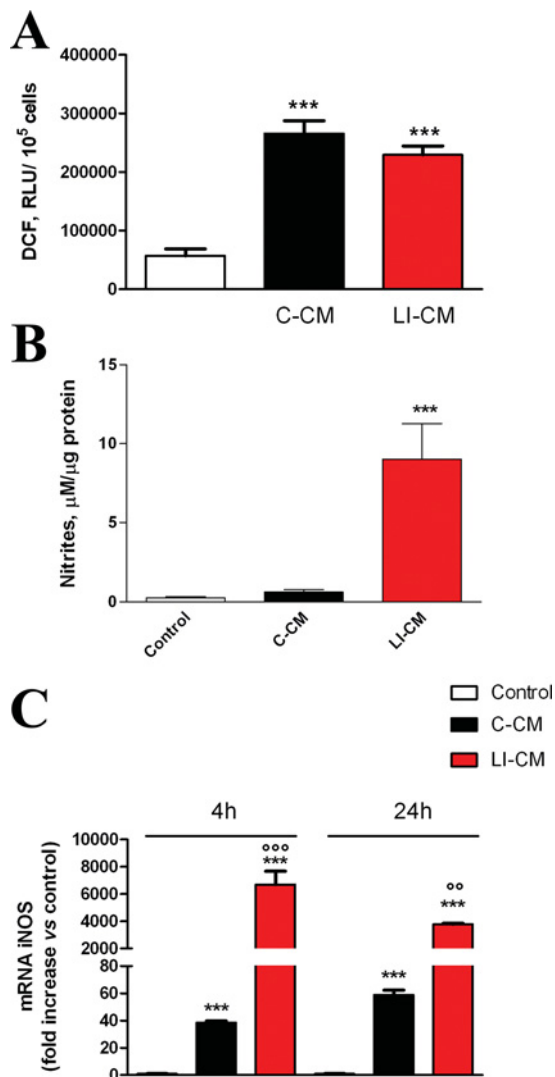 A
DCF, RLU/ 10⁵ cells
400000
300000
200000
100000
0
***
***
C-CM
LI-CM
B
Nitrites, µM/µg protein
15
10
5
0
***
Control
C-CM
LI-CM
Control
C-CM
LI-CM
C
4h
24h
mRNA iNOS
(fold increase vs control)
10000
8000
6000
4000
2000
80
60
40
20
0
***
°°°
***
***
°°
***